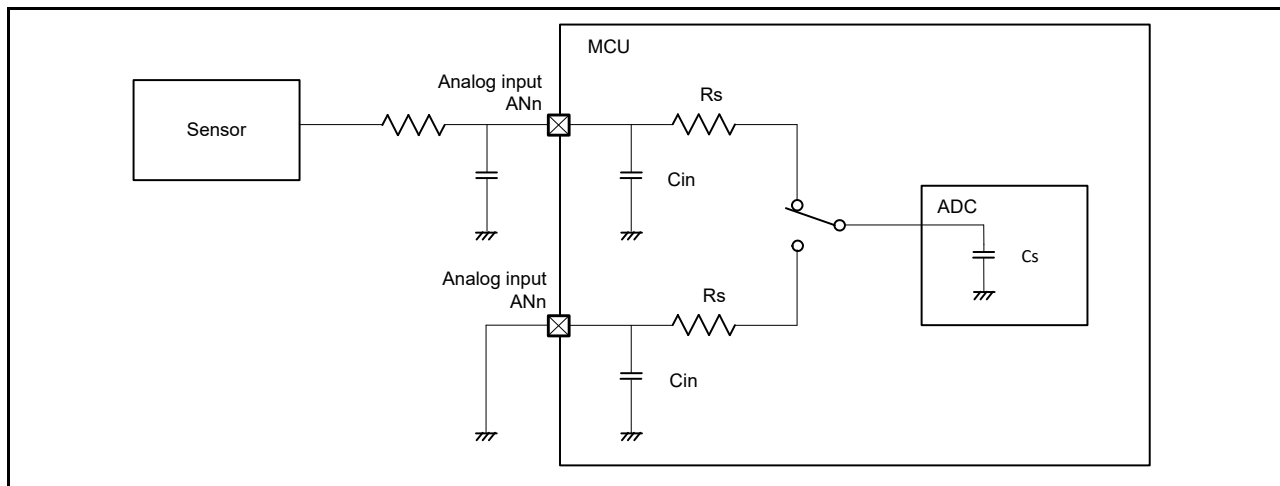 MCU
Analog input
ANn
Rs
Sensor
Cin
ADC
Cs
Analog input
ANn
Rs
Cin